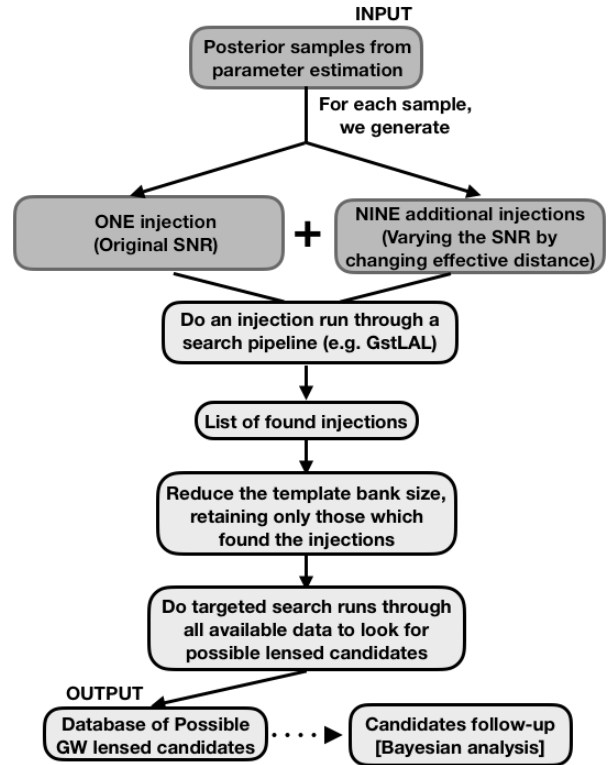 INPUT
Posterior samples from
parameter estimation
For each sample,
we generate
ONE injection
(Original SNR)
+
NINE additional injections
(Varying the SNR by
changing effective distance)
Do an injection run through a
search pipeline (e.g. GstLAL)
List of found injections
Reduce the template bank size,
retaining only those which
found the injections
Do targeted search runs through
all available data to look for
possible lensed candidates
OUTPUT
Database of Possible
GW lensed candidates
Candidates follow-up
[Bayesian analysis]